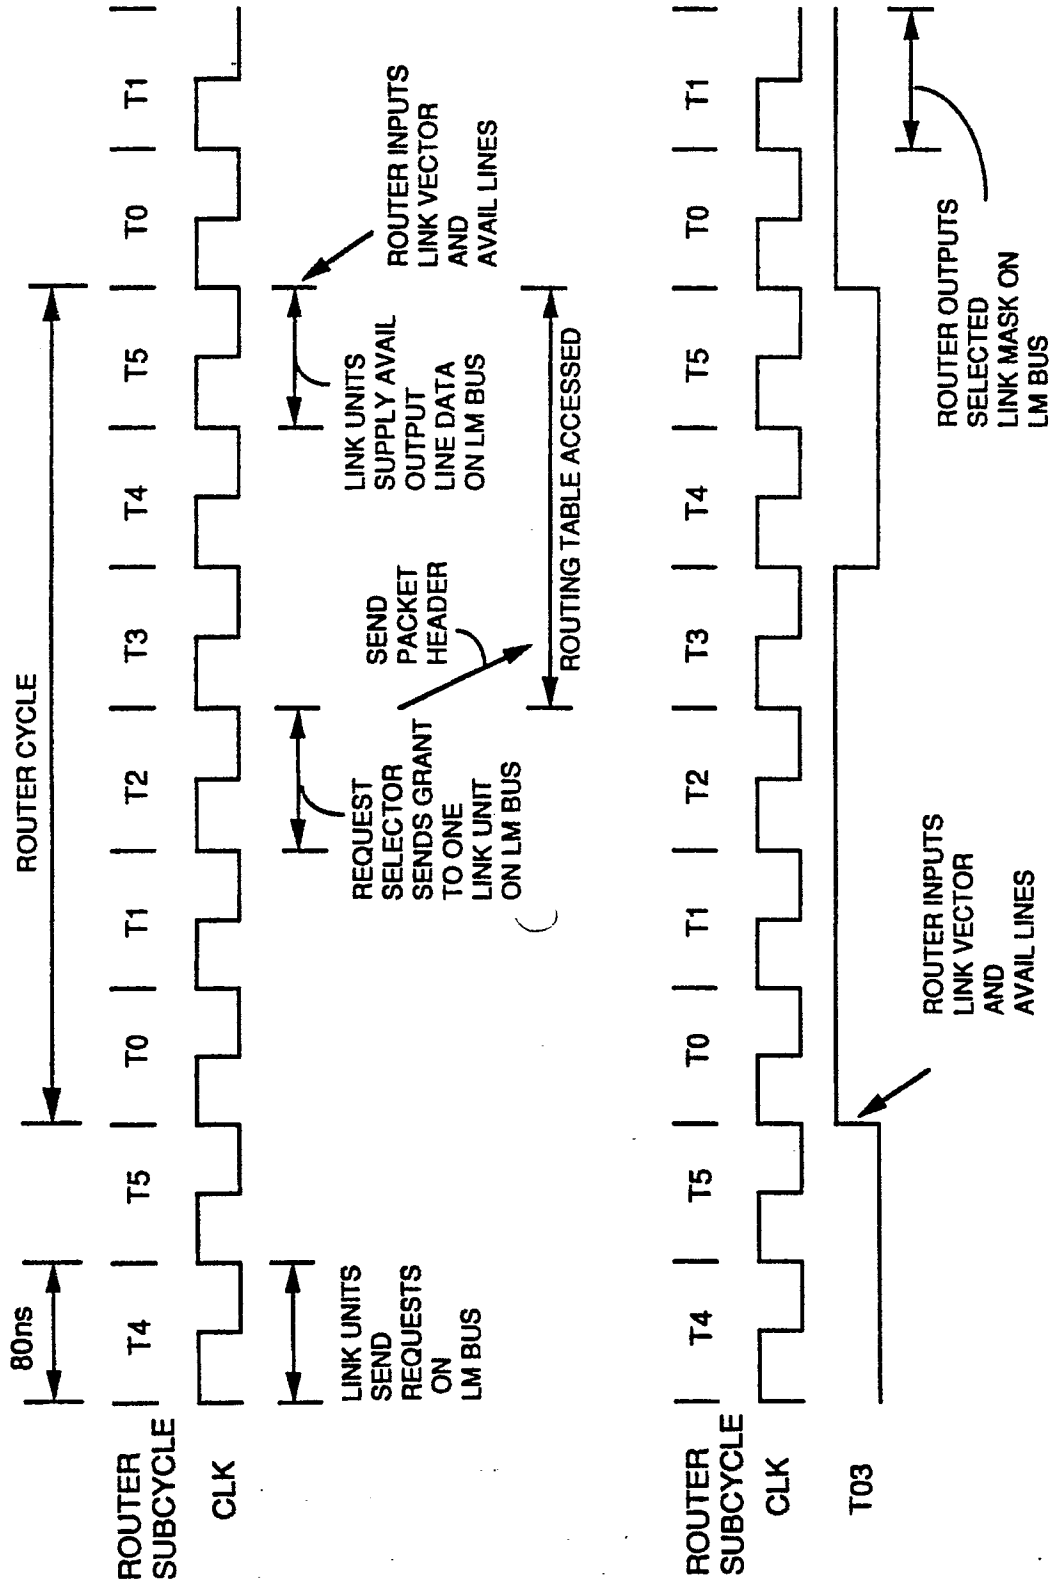 ROUTER CYCLE
80ns
ROUTER
SUBCYCLE
T4
T5
T0
T1
T2
T3
T4
T5
T0
T1
CLK
LINK UNITS
SEND
REQUESTS
ON
LM BUS
REQUEST
SELECTOR
SENDS GRANT
TO ONE
LINK UNIT
ON LM BUS
SEND
PACKET
HEADER
LINK UNITS
SUPPLY AVAIL
OUTPUT
LINE DATA
ON LM BUS
ROUTER INPUTS
LINK VECTOR
AND
AVAIL LINES
ROUTING TABLE ACCESSED
ROUTER
SUBCYCLE
T4
T5
T0
T1
T2
T3
T4
T5
T0
T1
CLK
T03
ROUTER INPUTS
LINK VECTOR
AND
AVAIL LINES
ROUTER OUTPUTS
SELECTED
LINK MASK ON
LM BUS